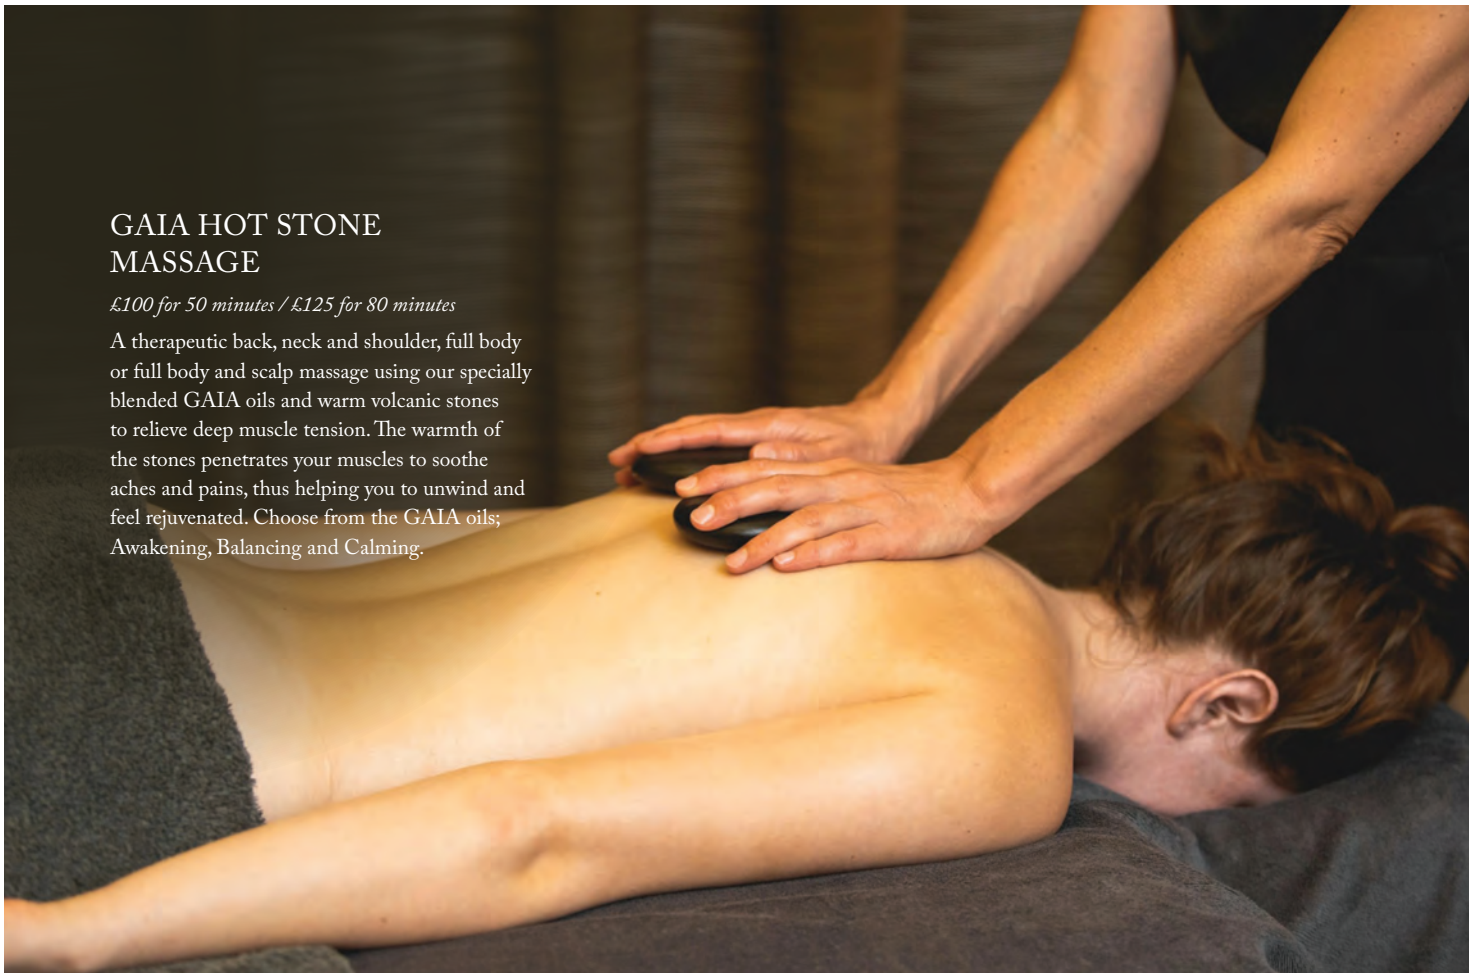 GAIA HOT STONE
MASSAGE
£100 for 50 minutes / £125 for 80 minutes
A therapeutic back, neck and shoulder, full body
or full body and scalp massage using our specially
blended GAIA oils and warm volcanic stones
to relieve deep muscle tension. The warmth of
the stones penetrates your muscles to soothe
aches and pains, thus helping you to unwind and
feel rejuvenated. Choose from the GAIA oils;
Awakening, Balancing and Calming.